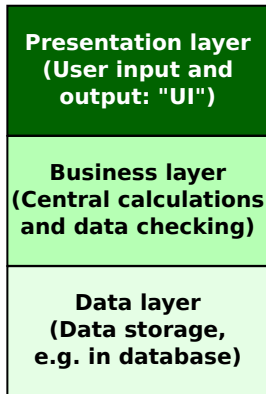 Presentation layer
(User input and
output: "UI")
Business layer
(Central calculations
and data checking)
Data layer
(Data storage,
e.g. in database)